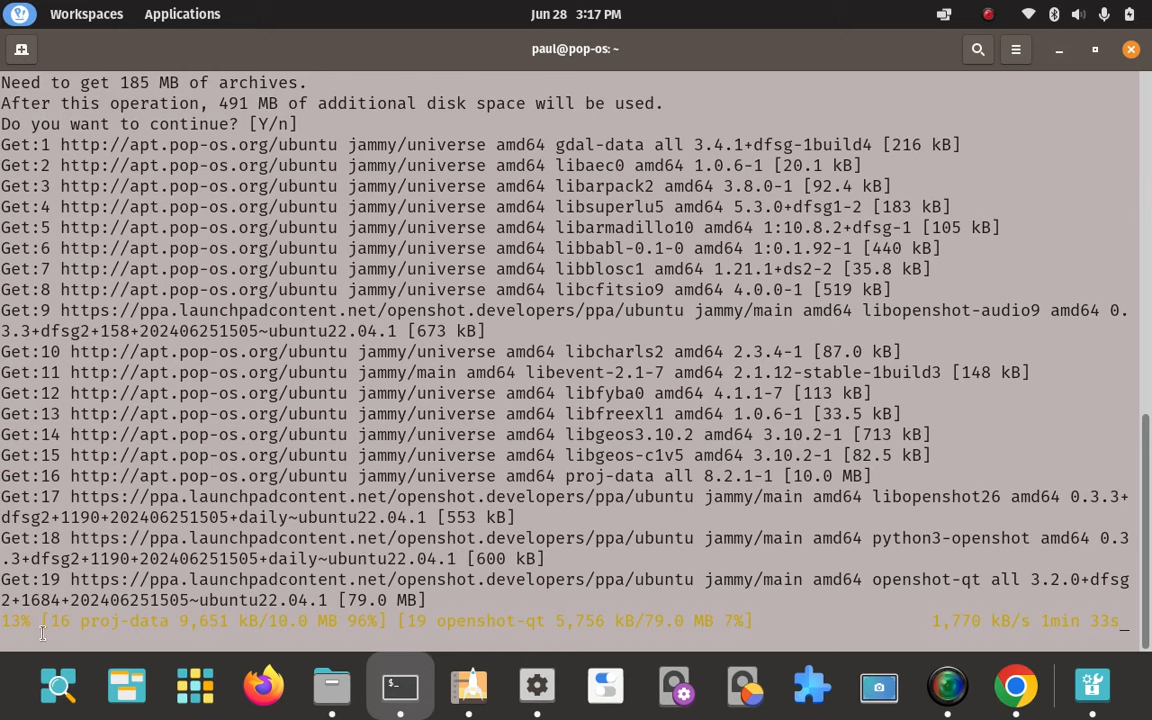 Workspaces Applications Jun 28 3:17 PM
paul@pop-os: ~
Need to get 185 MB of archives.
After this operation, 491 MB of additional disk space will be used.
Do you want to continue? [Y/n]
Get:1 http://apt.pop-os.org/ubuntu jammy/universe amd64 gdal-data all 3.4.1+dfsg-1build4 [216 kB]
Get:2 http://apt.pop-os.org/ubuntu jammy/universe amd64 libaec0 amd64 1.0.6-1 [20.1 kB]
Get:3 http://apt.pop-os.org/ubuntu jammy/universe amd64 libarpack2 amd64 3.8.0-1 [92.4 kB]
Get:4 http://apt.pop-os.org/ubuntu jammy/universe amd64 libsuperlu5 amd64 5.3.0+dfsg1-2 [183 kB]
Get:5 http://apt.pop-os.org/ubuntu jammy/universe amd64 libarmadillo10 amd64 1:10.8.2+dfsg-1 [105 kB]
Get:6 http://apt.pop-os.org/ubuntu jammy/universe amd64 libbabl-0.1-0 amd64 1:0.1.92-1 [440 kB]
Get:7 http://apt.pop-os.org/ubuntu jammy/universe amd64 libblosc1 amd64 1.21.1+ds2-2 [35.8 kB]
Get:8 http://apt.pop-os.org/ubuntu jammy/universe amd64 libcfitsio9 amd64 4.0.0-1 [519 kB]
Get:9 https://ppa.launchpadcontent.net/openshot.developers/ppa/ubuntu jammy/main amd64 libopenshot-audio9 amd64 0.
3.3+dfsg2+158+202406251505~ubuntu22.04.1 [673 kB]
Get:10 http://apt.pop-os.org/ubuntu jammy/universe amd64 libcharls2 amd64 2.3.4-1 [87.0 kB]
Get:11 http://apt.pop-os.org/ubuntu jammy/main amd64 libevent-2.1-7 amd64 2.1.12-stable-1build3 [148 kB]
Get:12 http://apt.pop-os.org/ubuntu jammy/universe amd64 libfyba0 amd64 4.1.1-7 [113 kB]
Get:13 http://apt.pop-os.org/ubuntu jammy/universe amd64 libfreexl1 amd64 1.0.6-1 [33.5 kB]
Get:14 http://apt.pop-os.org/ubuntu jammy/universe amd64 libgeos3.10.2 amd64 3.10.2-1 [713 kB]
Get:15 http://apt.pop-os.org/ubuntu jammy/universe amd64 libgeos-c1v5 amd64 3.10.2-1 [82.5 kB]
Get:16 http://apt.pop-os.org/ubuntu jammy/universe amd64 proj-data all 8.2.1-1 [10.0 MB]
Get:17 https://ppa.launchpadcontent.net/openshot.developers/ppa/ubuntu jammy/main amd64 libopenshot26 amd64 0.3.3+
dfsg2+1190+202406251505+daily~ubuntu22.04.1 [553 kB]
Get:18 https://ppa.launchpadcontent.net/openshot.developers/ppa/ubuntu jammy/main amd64 python3-openshot amd64 0.3
.3+dfsg2+1190+202406251505+daily~ubuntu22.04.1 [600 kB]
Get:19 https://ppa.launchpadcontent.net/openshot.developers/ppa/ubuntu jammy/main amd64 openshot-qt all 3.2.0+dfsg
2+1684+202406251505~ubuntu22.04.1 [79.0 MB]
13% [16 proj-data 9,651 kB/10.0 MB 96%] [19 openshot-qt 5,756 kB/79.0 MB 7%] 1,770 kB/s 1min 33s_